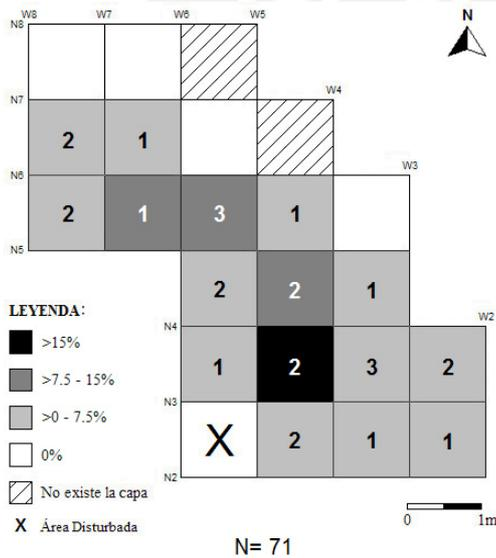 W8 W7 W6 W5
N
N8
N7
W4
2 1
N6
W3
2 1 3 1
N5
2 2 1
LEYENDA:
N4
W2
>15%
1 2 3 2
>7.5 - 15%
N3
>0 - 7.5%
X 2 1 1
0%
N2
No existe la capa
X Área Disturbada
0 1m
N= 71